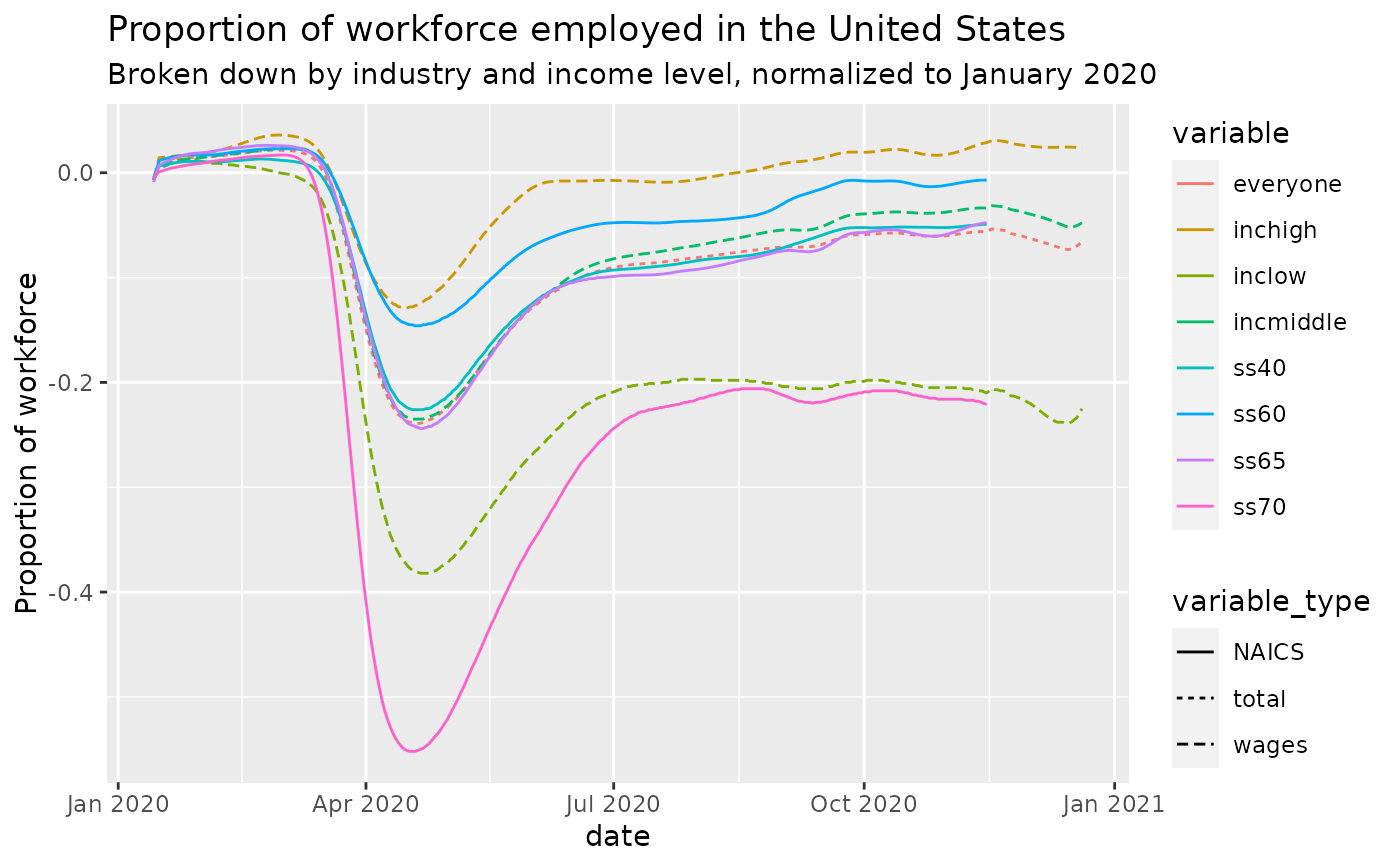 Proportion of workforce employed in the United States
Broken down by industry and income level, normalized to January 2020
Proportion of workforce
0.0
-0.2
-0.4
Jan 2020
Apr 2020
Jul 2020
Oct 2020
Jan 2021
date
variable
everyone
inchigh
inclow
incmiddle
ss40
ss60
ss65
ss70
variable_type
NAICS
total
wages